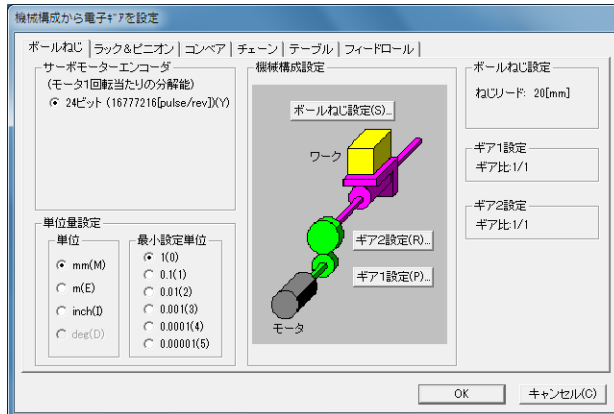 機械構成から電子ギアを設定
ボールねじ ラック&ピニオン コンベア チェーン テーブル フィードロール
サーボモーターエンコーダ
(モータ1回転当たりの分解能)
24ビット (16777216[pulse/rev])(Y)
単位量設定
単位
mm(M)
m(E)
inch(I)
deg(D)
最小設定単位
1(0)
0.1(1)
0.01(2)
0.001(3)
0.0001(4)
0.00001(5)
機械構成設定
ボールねじ設定(S)...
ワーク
ギア2設定(R)...
ギア1設定(P)...
モータ
ボールねじ設定
ねじリード: 20[mm]
ギア1設定
ギア比:1/1
ギア2設定
ギア比:1/1
OK
キャンセル(C)